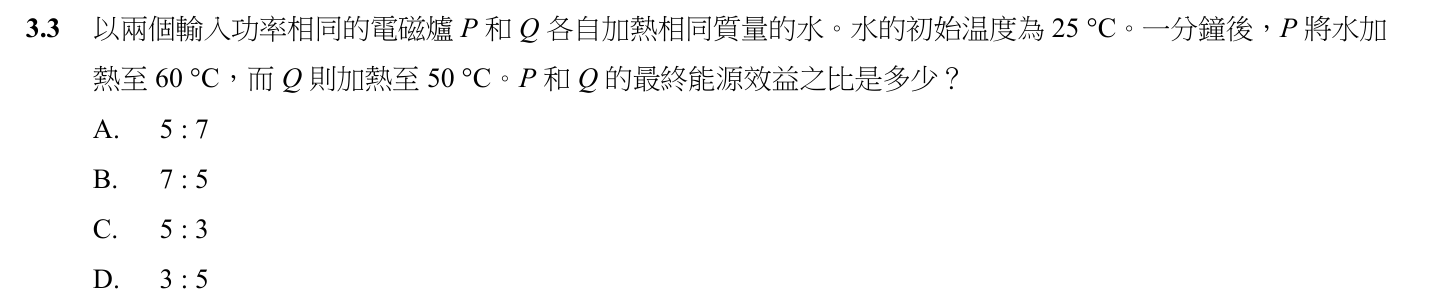 3.3 以兩個輸入功率相同的電磁爐 P 和 Q 各自加熱相同質量的水。水的初始温度為 25 °C。一分鐘後，P 將水加
熱至 60 °C，而 Q 則加熱至 50 °C。P 和 Q 的最終能源效益之比是多少？
A. 5 : 7
B. 7 : 5
C. 5 : 3
D. 3 : 5